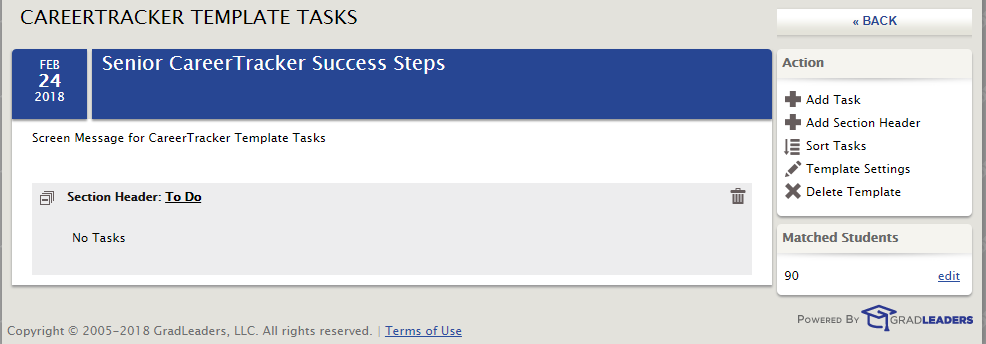 CAREERTRACKER TEMPLATE TASKS
« BACK
FEB
24
2018
Senior CareerTracker Success Steps
Screen Message for CareerTracker Template Tasks
Section Header: To Do
No Tasks
Action
Add Task
Add Section Header
Sort Tasks
Template Settings
Delete Template
Matched Students
90 edit
POWERED BY GRADLEADERS
Copyright © 2005-2018 GradLeaders, LLC. All rights reserved. | Terms of Use